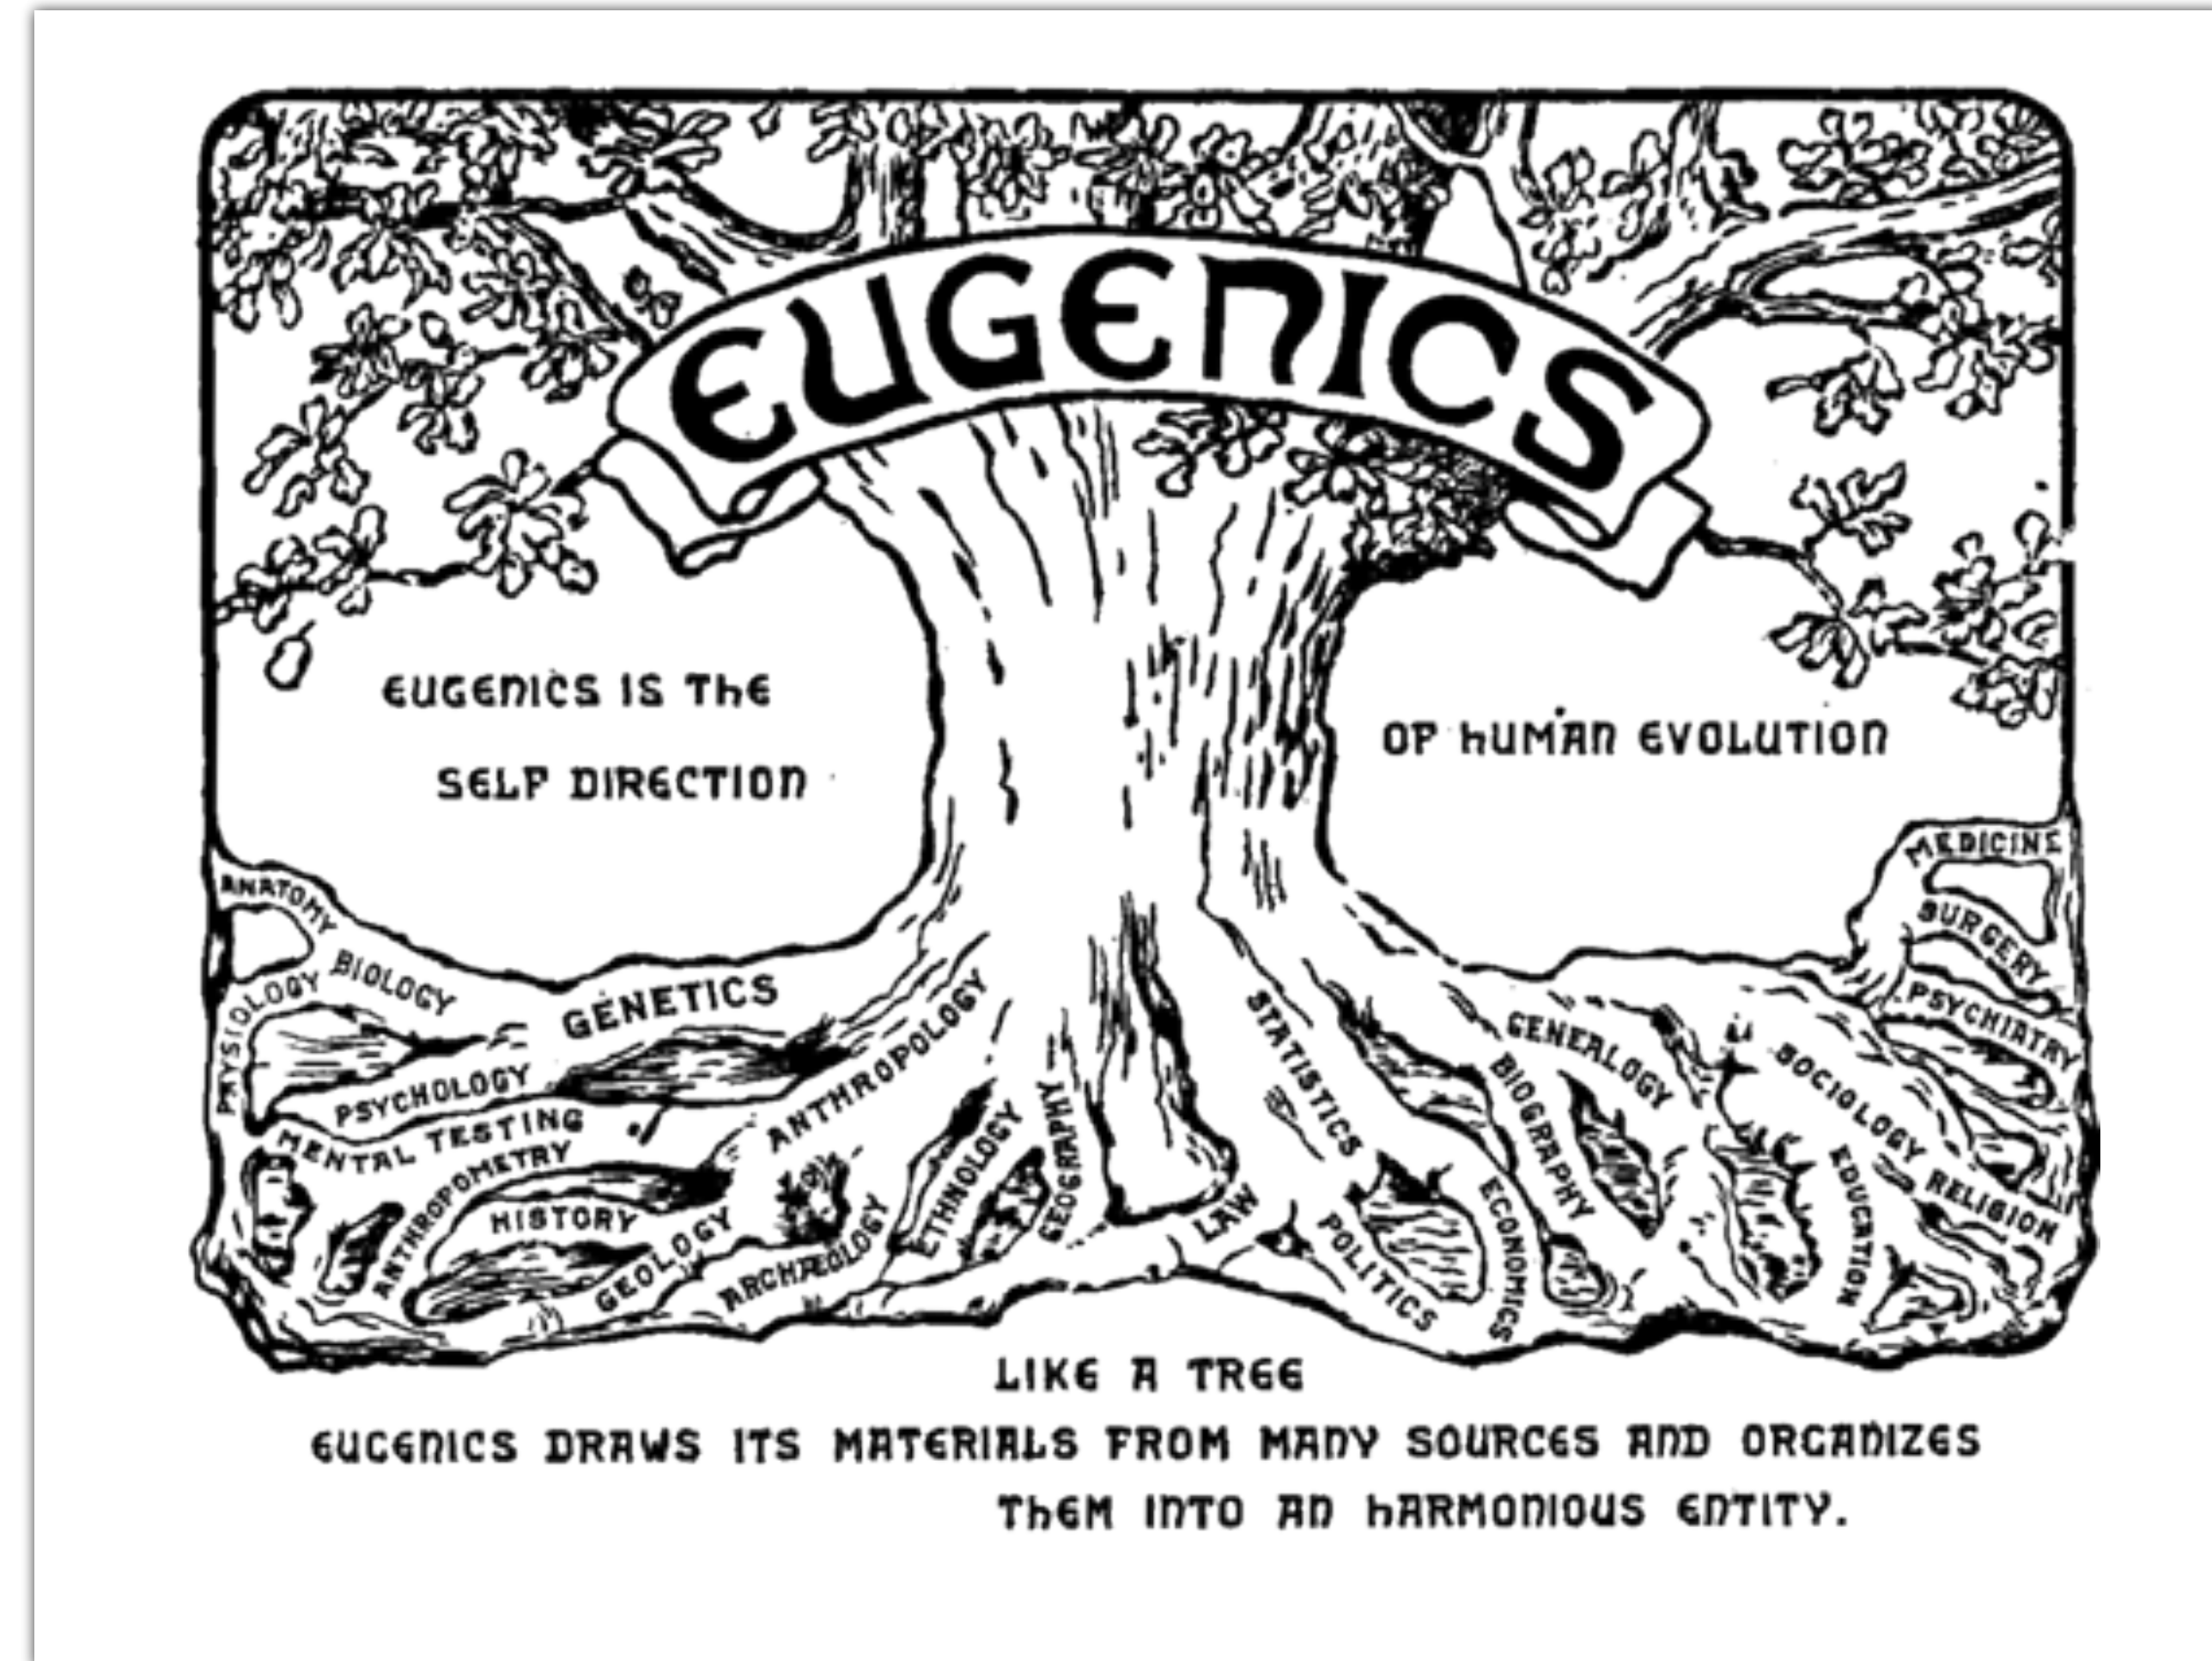 EUGENICS
EUGENICS IS THE
SELF DIRECTION
OF HUMAN EVOLUTION
ANATOMY
BIOLOGY
PHYSIOLOGY
GENETICS
PSYCHOLOGY
MENTAL TESTING
ANTHROPOMETRY
HISTORY
GEOLOGY
ANTHROPOLOGY
ARCHÆOLOGY
ETHNOLOGY
GEOGRAPHY
LAW
STATISTICS
POLITICS
ECONOMICS
BIOGRAPHY
GENEALOGY
EDUCATION
SOCIOLOGY
RELIGION
PSYCHIATRY
SURGERY
MEDICINE
LIKE A TREE
EUGENICS DRAWS ITS MATERIALS FROM MANY SOURCES AND ORGANIZES
THEM INTO AN HARMONIOUS ENTITY.